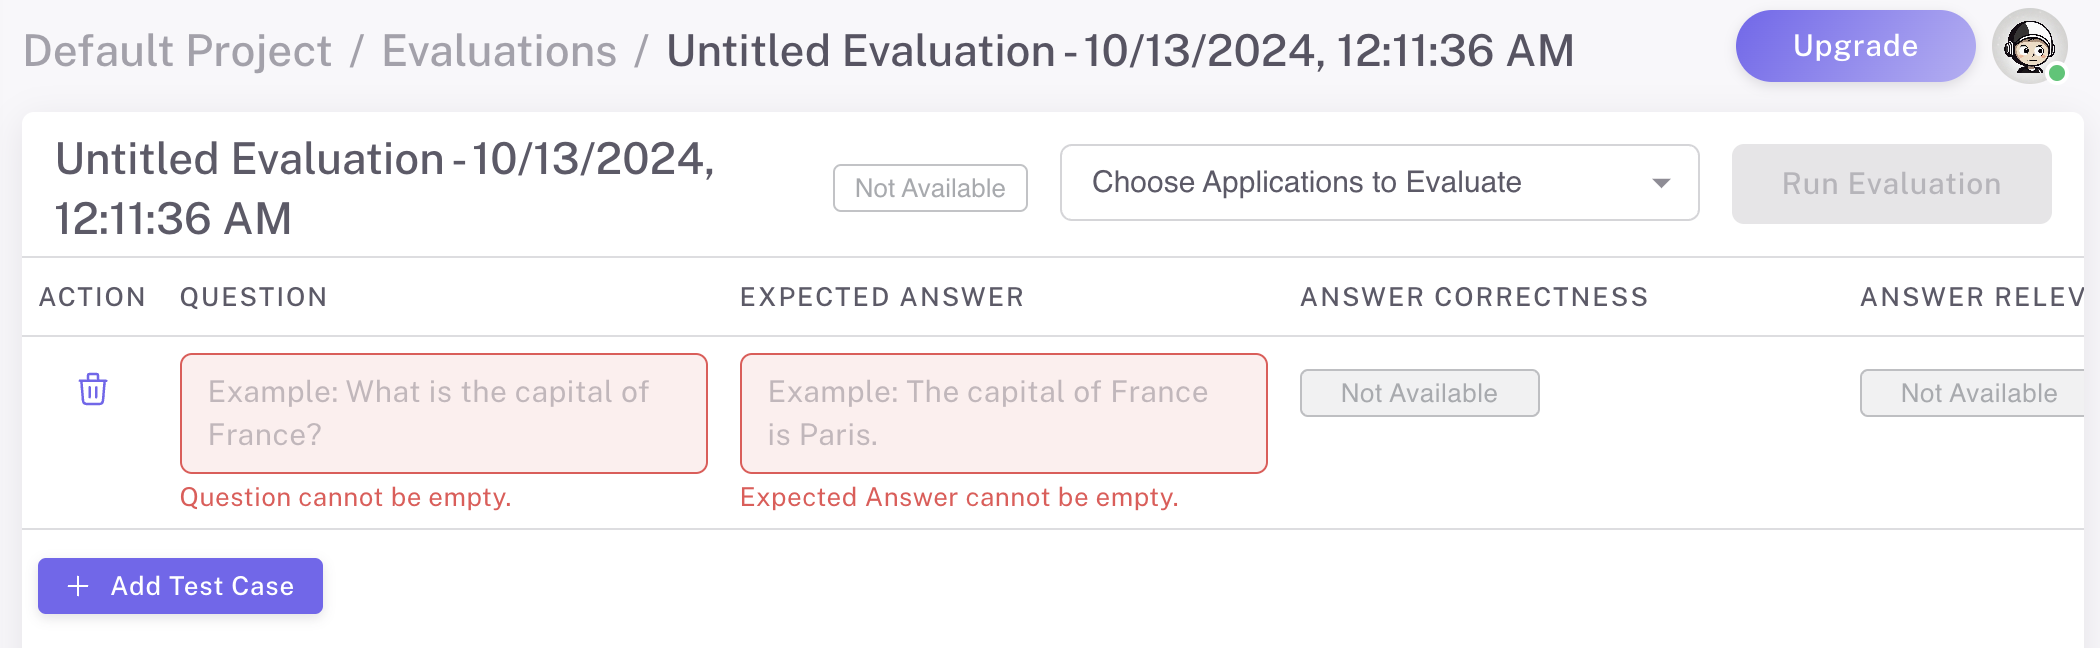 Default Project / Evaluations / Untitled Evaluation - 10/13/2024, 12:11:36 AM
Upgrade
Untitled Evaluation - 10/13/2024,
12:11:36 AM
Not Available
Choose Applications to Evaluate
Run Evaluation
ACTION
QUESTION
EXPECTED ANSWER
ANSWER CORRECTNESS
ANSWER RELEV
Example: What is the capital of
France?
Question cannot be empty.
Example: The capital of France
is Paris.
Expected Answer cannot be empty.
Not Available
Not Available
+ Add Test Case